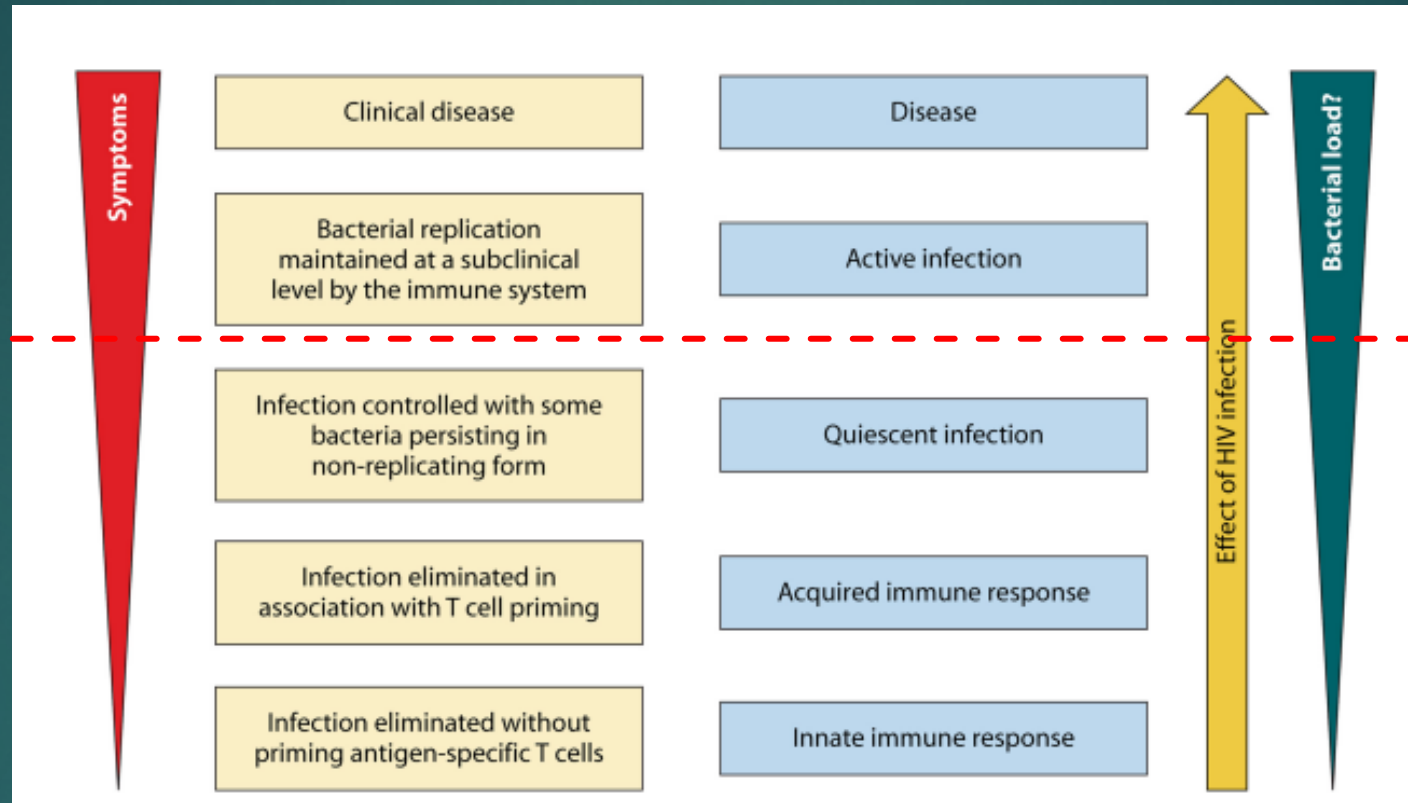 Symptoms
Clinical disease
Disease
Bacterial load?
Bacterial replication
maintained at a subclinical
level by the immune system
Active infection
Effect of HIV infection
Infection controlled with some
bacteria persisting in
non-replicating form
Quiescent infection
Infection eliminated in
association with T cell priming
Acquired immune response
Infection eliminated without
priming antigen-specific T cells
Innate immune response